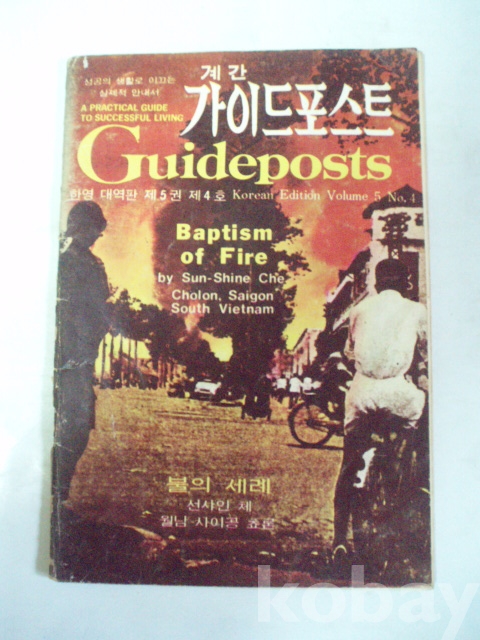 계간
성공의 생활로 이끄는
실제적 안내서
가이드포스트
A PRACTICAL GUIDE
TO SUCCESSFUL LIVING
Guideposts
한영 대역판 제5권 제4호 Korean Edition Volume 5 No. 4
Baptism
of Fire
by Sun-Shine Che
Cholon, Saigon
South Vietnam
불의 세례
선샤인 체
월남 사이공 쵸론
kobay